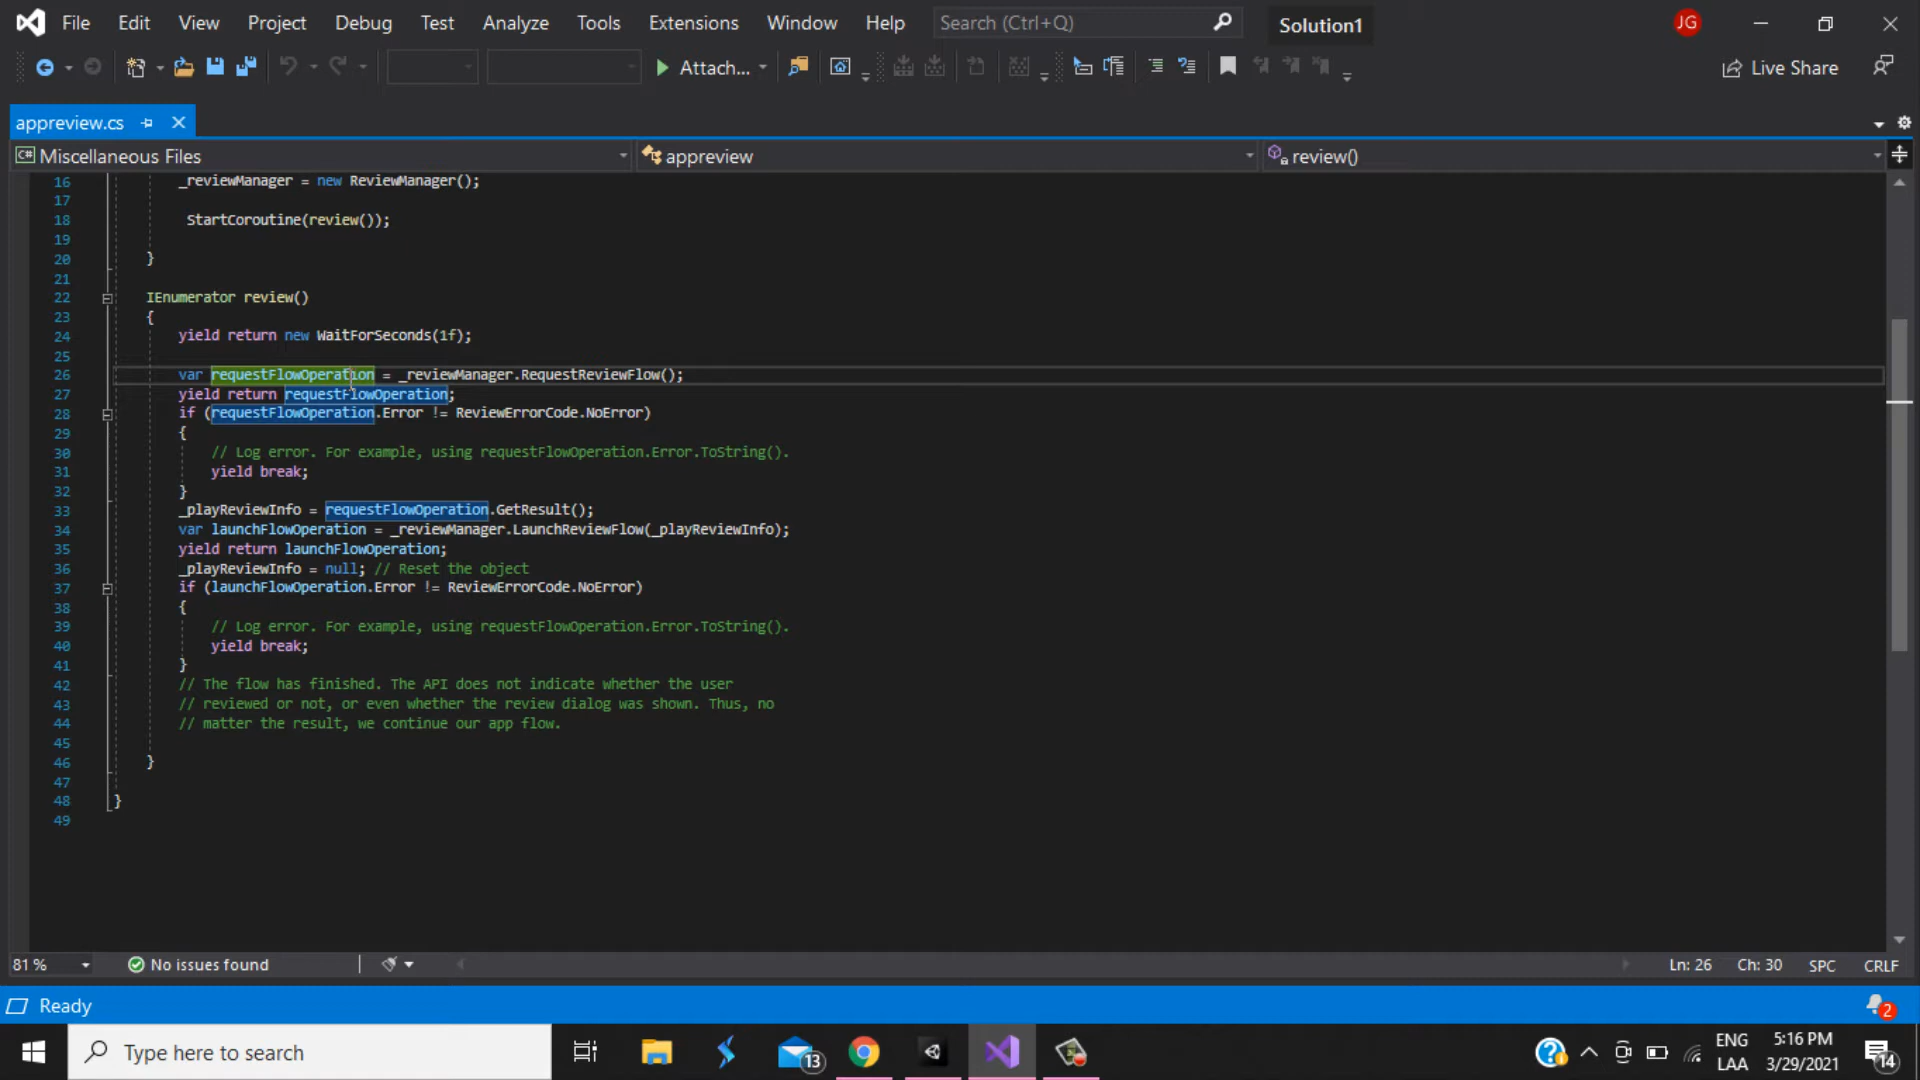 File Edit View Project Debug Test Analyze Tools Extensions Window Help Search (Ctrl+Q) Solution1 JG
Attach... Live Share
appreview.cs
C# Miscellaneous Files appreview review()
16 _reviewManager = new ReviewManager();
17
18 StartCoroutine(review());
19
20 }
21
22 IEnumerator review()
23 {
24 yield return new WaitForSeconds(1f);
25
26 var requestFlowOperation = _reviewManager.RequestReviewFlow();
27 yield return requestFlowOperation;
28 if (requestFlowOperation.Error != ReviewErrorCode.NoError)
29 {
30 // Log error. For example, using requestFlowOperation.Error.ToString().
31 yield break;
32 }
33 _playReviewInfo = requestFlowOperation.GetResult();
34 var launchFlowOperation = _reviewManager.LaunchReviewFlow(_playReviewInfo);
35 yield return launchFlowOperation;
36 _playReviewInfo = null; // Reset the object
37 if (launchFlowOperation.Error != ReviewErrorCode.NoError)
38 {
39 // Log error. For example, using requestFlowOperation.Error.ToString().
40 yield break;
41 }
42 // The flow has finished. The API does not indicate whether the user
43 // reviewed or not, or even whether the review dialog was shown. Thus, no
44 // matter the result, we continue our app flow.
45
46 }
47
48 }
49
81 % No issues found Ln: 26 Ch: 30 SPC CRLF
Ready 2
Type here to search 13 ENG 5:16 PM
LAA 3/29/2021 14